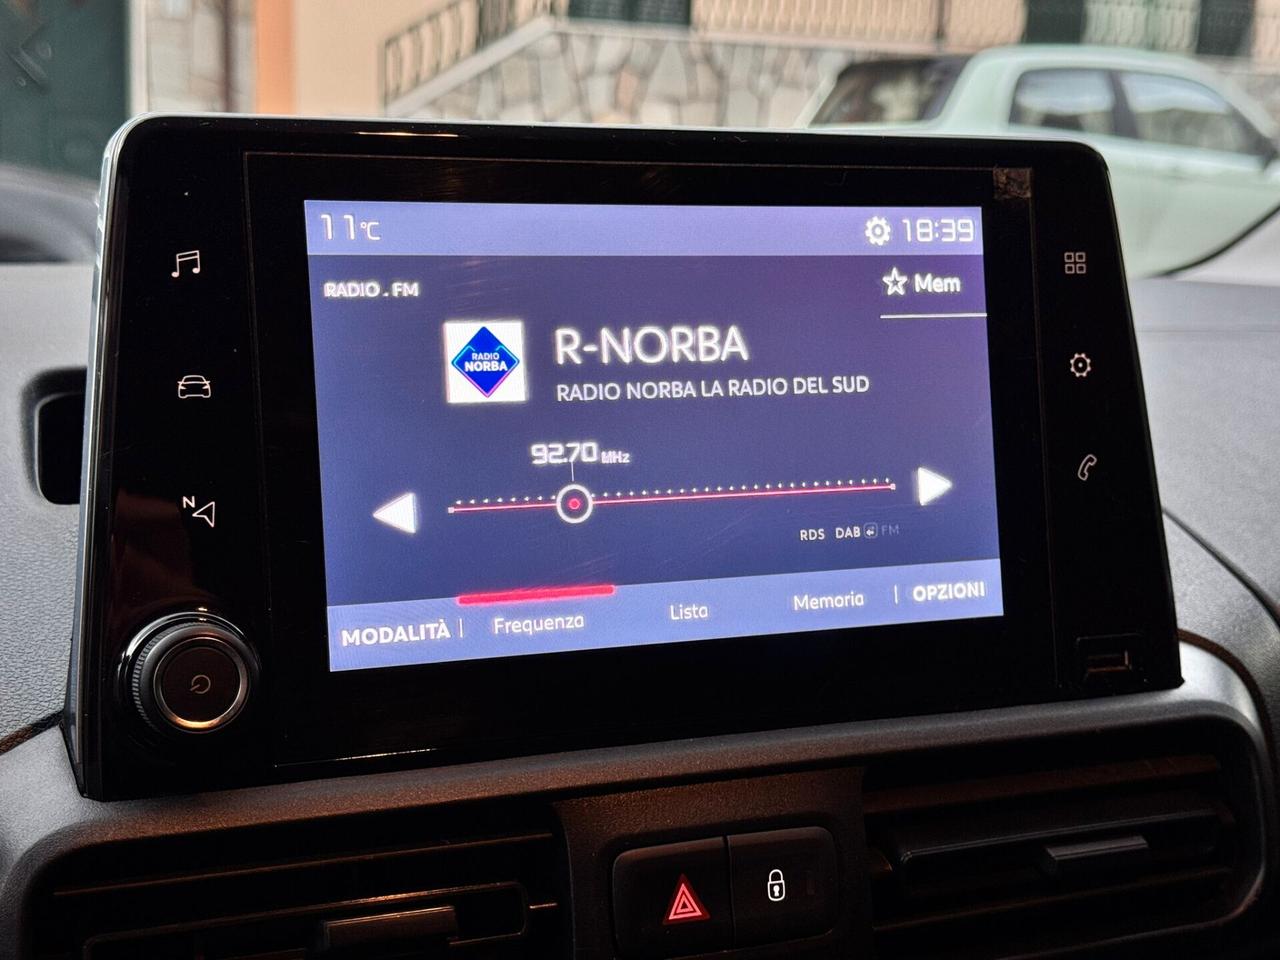 11°C
18:39
RADIO . FM
Mem
RADIO
NORBA
R-NORBA
RADIO NORBA LA RADIO DEL SUD
92.70 MHz
RDS DAB FM
MODALITÀ | Frequenza Lista Memoria | OPZIONI
N